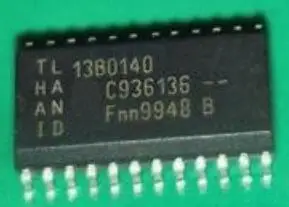 TL 13B0140
HA C936136 --
AN Fnn9948 B
ID